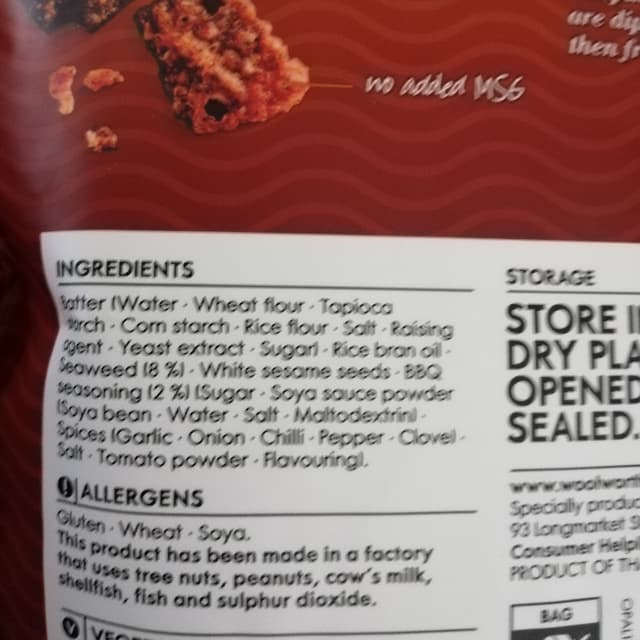 are dip
then fr
no added MSG
INGREDIENTS
Batter (Water · Wheat flour · Tapioca
starch · Corn starch · Rice flour · Salt · Raising
agent · Yeast extract · Sugar) · Rice bran oil ·
Seaweed (8 %) · White sesame seeds · BBQ
seasoning (2 %) (Sugar · Soya sauce powder
(Soya bean · Water · Salt · Maltodextrin) ·
Spices (Garlic · Onion · Chilli · Pepper · Clove) ·
Salt · Tomato powder · Flavouring).
ALLERGENS
Gluten · Wheat · Soya.
This product has been made in a factory
that uses tree nuts, peanuts, cow's milk,
shellfish, fish and sulphur dioxide.
STORAGE
STORE I
DRY PLA
OPENED
SEALED.
www.woolwort
Specially produc
93 Longmarket S
Consumer Helpl
PRODUCT OF TH
BAG